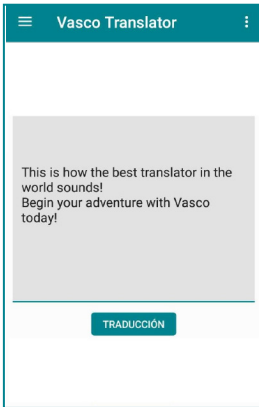 Vasco Translator
This is how the best translator in the
world sounds!
Begin your adventure with Vasco
today!
TRADUCCIÓN